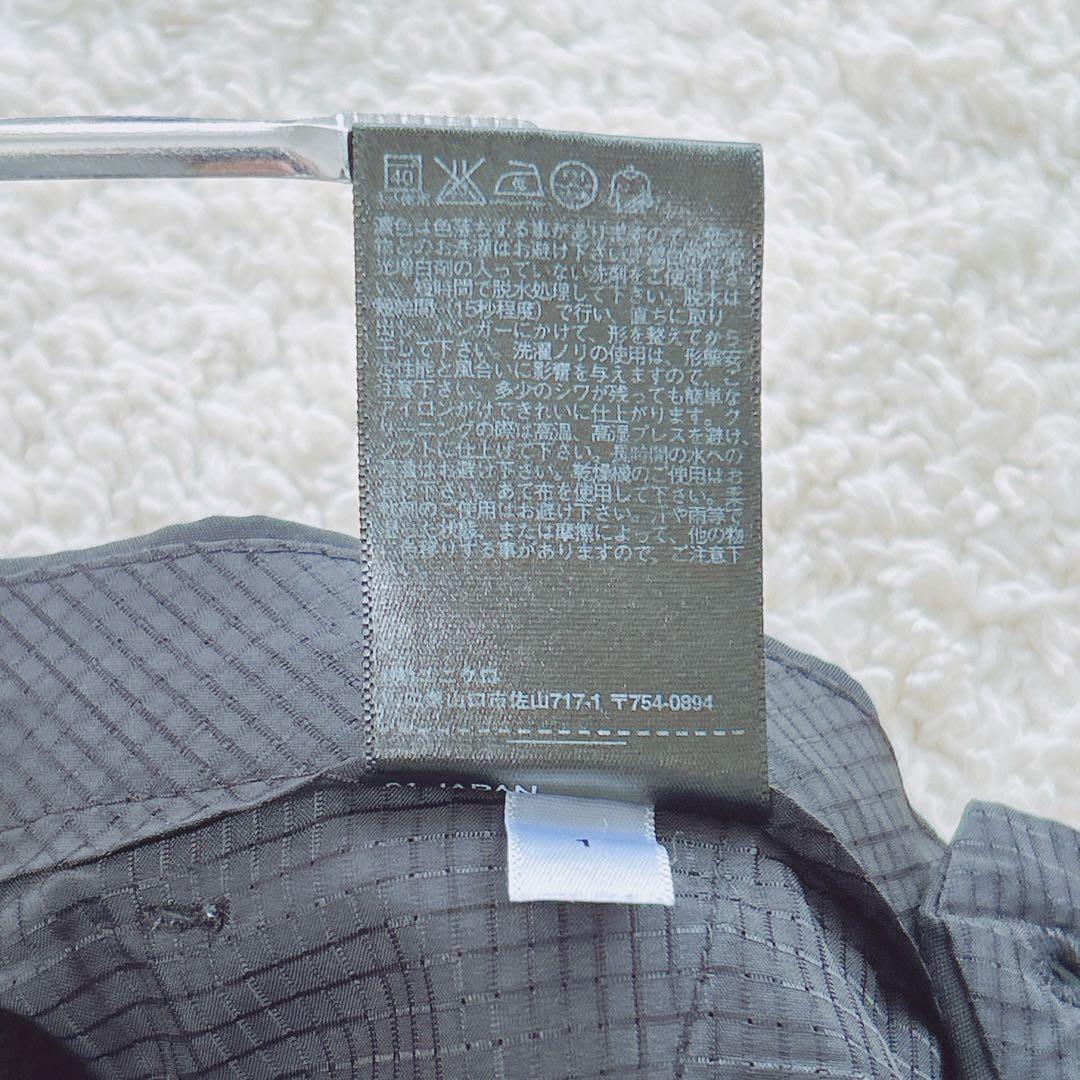 40
濃色は色落ちする事がありますので、他の
物とのお洗濯はお避け下さい。
光増白剤の入っていない洗剤をご使用下さ
い。短時間で脱水処理して下さい。脱水は
短時間(15秒程度)で行い、直ちに取り
出し、ハンガーにかけて、形を整えてから
干して下さい。洗濯ノリの使用は、形態安
定性能と風合いに影響を与えますので、ご
注意下さい。多少のシワが残っても簡単な
アイロンがけできれいに仕上がります。ク
リーニングの際は高温、高湿プレスを避け、
ソフトに仕上げて下さい。長時間の水への
浸漬はお避け下さい。乾燥機のご使用はお
避け下さい。あて布を使用して下さい。柔
軟剤のご使用はお避け下さい。汗や雨等で
湿った状態、または摩擦によって、他の物
に色移りする事がありますので、ご注意下
ユニクロ
山口市佐山717-1 〒754-0894
JAPAN
L